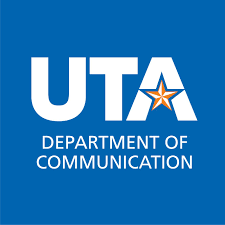 UTA
DEPARTMENT OF
COMMUNICATION